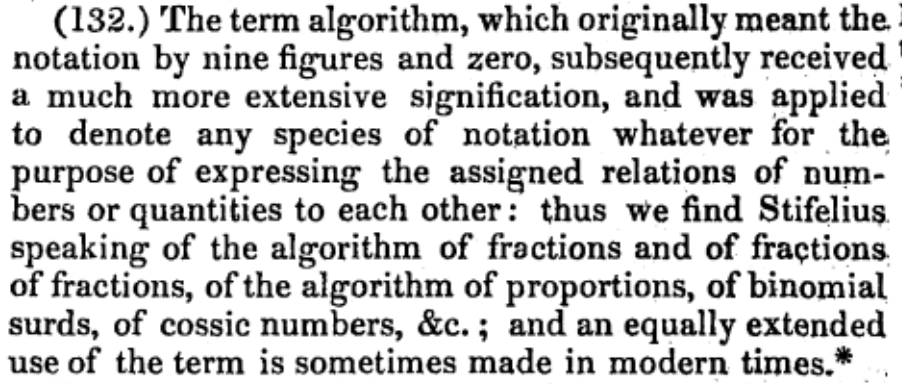 (132.) The term algorithm, which originally meant the
notation by nine figures and zero, subsequently received
a much more extensive signification, and was applied
to denote any species of notation whatever for the
purpose of expressing the assigned relations of num-
bers or quantities to each other: thus we find Stifelius
speaking of the algorithm of fractions and of fractions
of fractions, of the algorithm of proportions, of binomial
surds, of cossic numbers, &c.; and an equally extended
use of the term is sometimes made in modern times.*